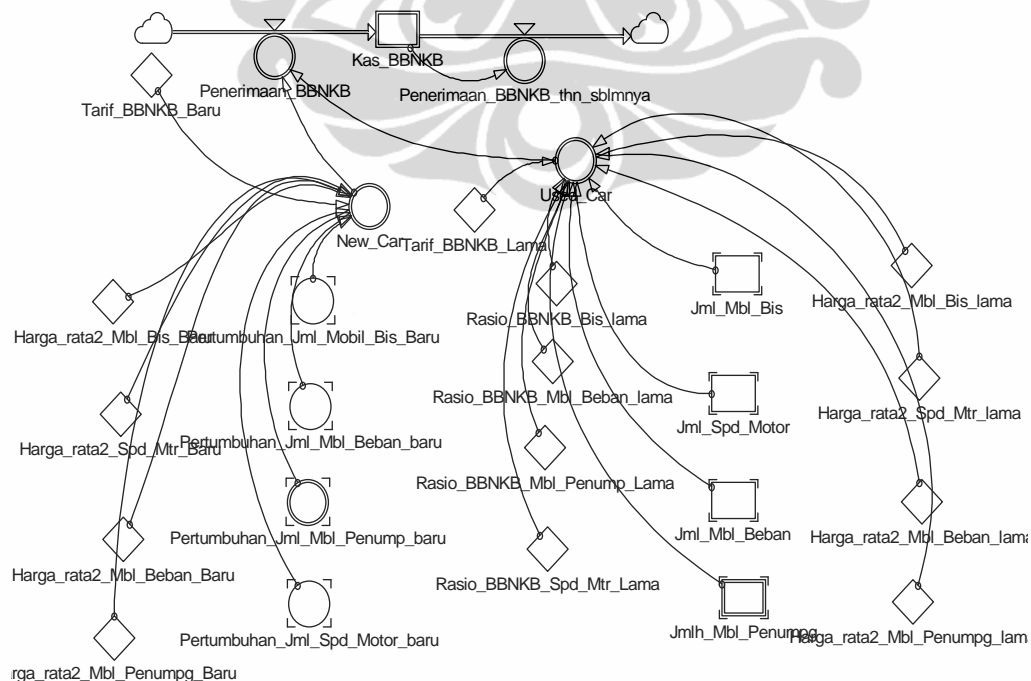 Kas_BBNKB
Penerimaan_BBNKB
Penerimaan_BBNKB_thn_sblmnya
Tarif_BBNKB_Baru
Used_Car
New_Car
Tarif_BBNKB_Lama
Harga_rata2_Mbl_Bis_Baru
Pertumbuhan_Jml_Mobil_Bis_Baru
Rasio_BBNKB_Bis_lama
Jml_Mbl_Bis
Harga_rata2_Mbl_Bis_lama
Rasio_BBNKB_Mbl_Beban_lama
Jml_Spd_Motor
Harga_rata2_Spd_Mtr_lama
Harga_rata2_Spd_Mtr_Baru
Pertumbuhan_Jml_Mbl_Beban_baru
Rasio_BBNKB_Mbl_Penump_Lama
Pertumbuhan_Jml_Mbl_Penump_baru
Jml_Mbl_Beban
Harga_rata2_Mbl_Beban_lama
Harga_rata2_Mbl_Beban_Baru
Rasio_BBNKB_Spd_Mtr_Lama
Pertumbuhan_Jml_Spd_Motor_baru
Jmlh_Mbl_Penumpg
Harga_rata2_Mbl_Penumpg_lam
rga_rata2_Mbl_Penumpg_Baru